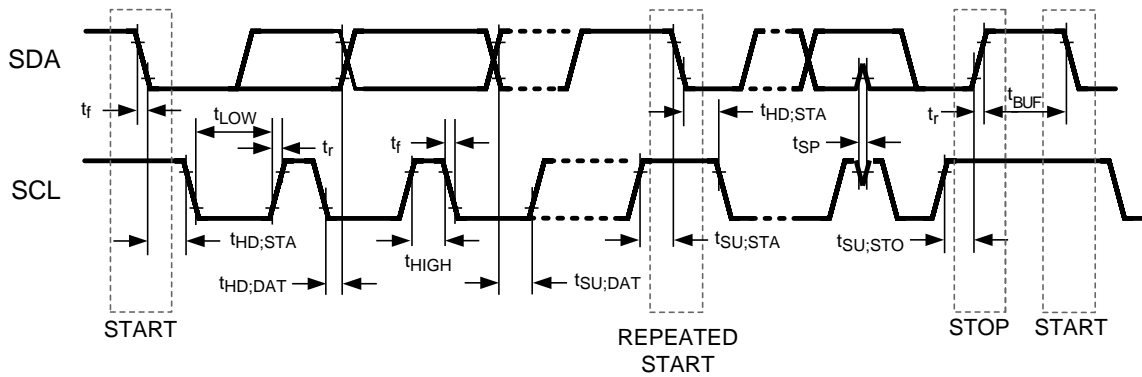 SDA
t_f
t_LOW
t_r
t_f
t_HD;STA
t_SP
t_r
t_BUF
SCL
t_HD;STA
t_HD;DAT
t_HIGH
t_SU;DAT
t_SU;STA
t_SU;STO
START
REPEATED
START
STOP
START